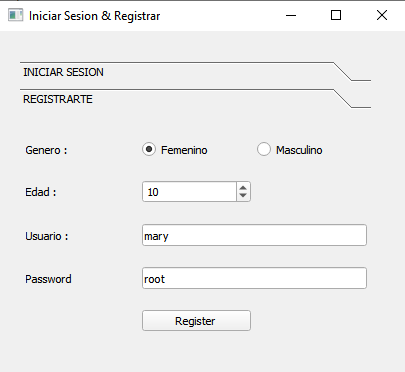 Iniciar Sesion & Registrar
INICIAR SESION
REGISTRARTE
Genero : Femenino Masculino
Edad : 10
Usuario : mary
Password root
Register